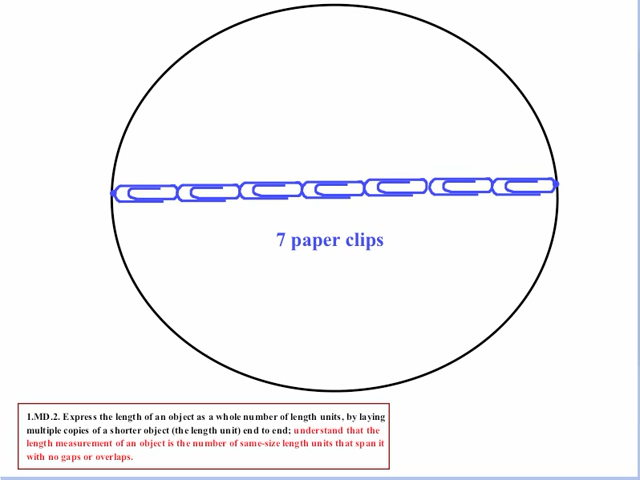 7 paper clips
1.MD.2. Express the length of an object as a whole number of length units, by laying
multiple copies of a shorter object (the length unit) end to end; understand that the
length measurement of an object is the number of same-size length units that span it
with no gaps or overlaps.